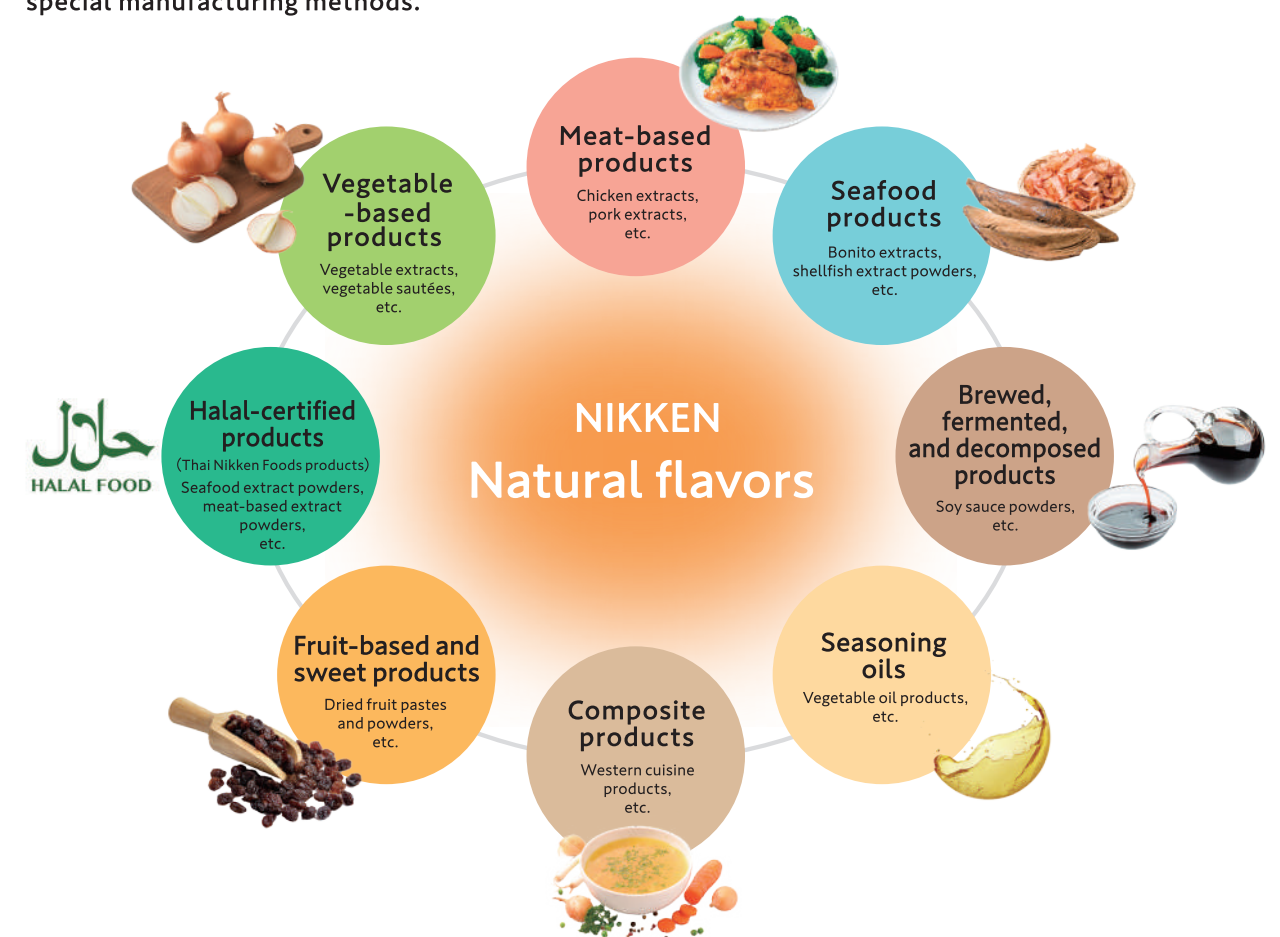 special manufacturing methods.
Meat-based
products
Chicken extracts,
pork extracts,
etc.
Seafood
products
Bonito extracts,
shellfish extract powders,
etc.
Brewed,
fermented,
and decomposed
products
Soy sauce powders,
etc.
Seasoning
oils
Vegetable oil products,
etc.
Composite
products
Western cuisine
products,
etc.
Fruit-based and
sweet products
Dried fruit pastes
and powders,
etc.
Halal-certified
products
(Thai Nikken Foods products)
Seafood extract powders,
meat-based extract
powders,
etc.
حلال
HALAL FOOD
Vegetable
-based
products
Vegetable extracts,
vegetable sautées,
etc.
NIKKEN
Natural flavors